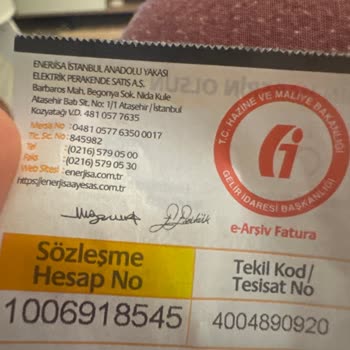 ENERJİSA İSTANBUL ANADOLU YAKASI
ELEKTRİK PERAKENDE SATIŞ A.S.
Barbaros Mah. Begonya Sok. Nida Kule
Ataşehir Batı Sit. No: 1/1 Ataşehir / İstanbul
Kozyatağı V.D. 481 057 7635
Mersis No :0481 0577 6350 0017
Tic. Sic. No : 845982
Tel :(0216) 579 05 00
Faks :(0216) 579 05 30
Web Sitesi :enerjisa.com.tr
https://enerjisaayesas.com.tr
T.C. HAZİNE VE MALİYE BAKANLIĞI
GELİR İDARESİ BAŞKANLIĞI
e-Arşiv Fatura
Sözleşme
Hesap No
1006918545
Tekil Kod /
Tesisat No
4004890920